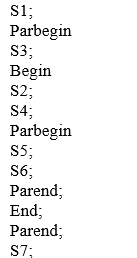 S1;
Parbegin
S3;
Begin
S2;
S4;
Parbegin
S5;
S6;
Parend;
End;
Parend;
S7;